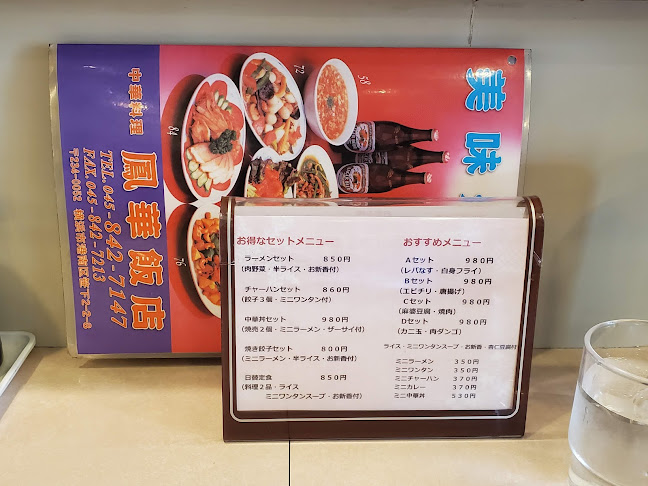 美味
中華料理
鳳華飯店
TEL. 045-842-7147
FAX. 045-842-7213
〒234-0052
72
58
84
76
お得なセットメニュー
ラーメンセット 850円
(肉野菜・半ライス・お新香付)
チャーハンセット 860円
(餃子3個・ミニワンタン付)
中華丼セット 980円
(焼売2個・ミニラーメン・ザーサイ付)
焼き餃子セット 800円
(ミニラーメン・半ライス・お新香付)
日替定食 850円
(料理2品・ライス
ミニワンタンスープ・お新香付)
おすすめメニュー
Aセット 980円
(レバなす・白身フライ)
Bセット 980円
(エビチリ・唐揚げ)
Cセット 980円
(麻婆豆腐・焼肉)
Dセット 980円
(カニ玉・肉ダンゴ)
ライス・ミニワンタンスープ・お新香・杏仁豆腐付
ミニラーメン 350円
ミニワンタン 350円
ミニチャーハン 370円
ミニカレー 370円
ミニ中華丼 530円